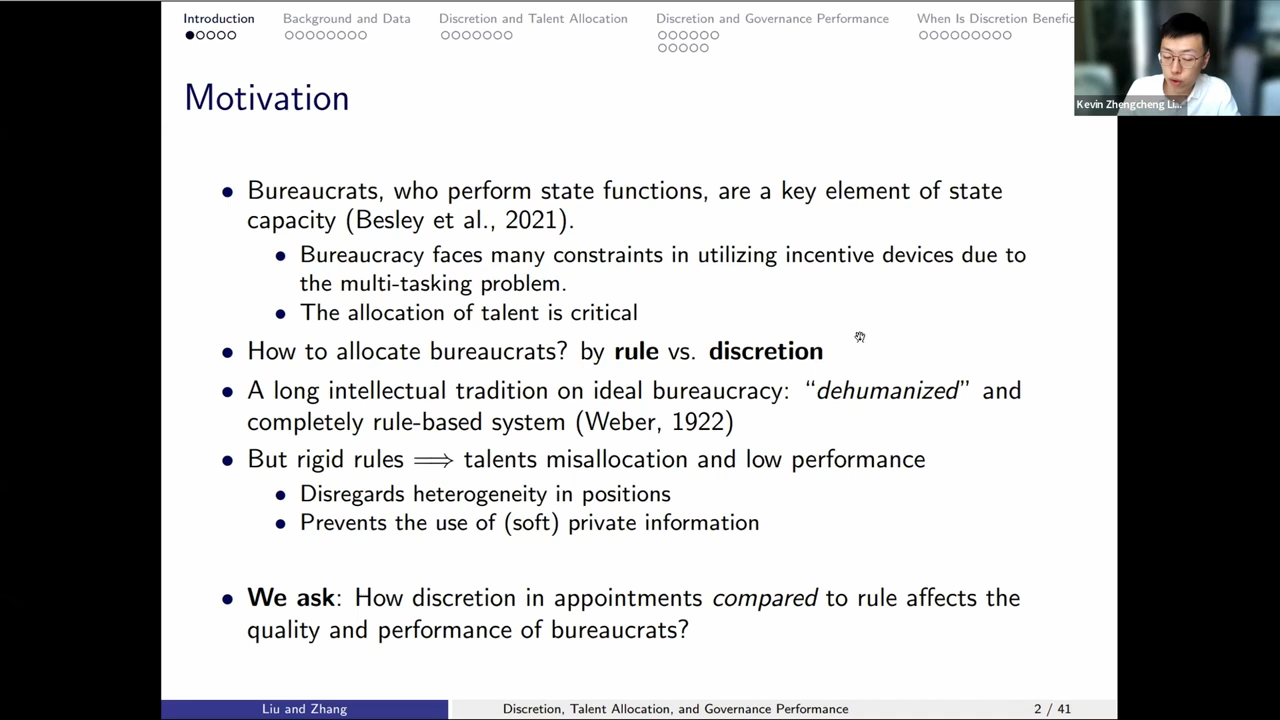 Introduction
Background and Data
Discretion and Talent Allocation
Discretion and Governance Performance
When Is Discretion Benefic
Kevin Zhengcheng Li...
Motivation
• Bureaucrats, who perform state functions, are a key element of state
capacity (Besley et al., 2021).
• Bureaucracy faces many constraints in utilizing incentive devices due to
the multi-tasking problem.
• The allocation of talent is critical
• How to allocate bureaucrats? by rule vs. discretion
• A long intellectual tradition on ideal bureaucracy: “dehumanized” and
completely rule-based system (Weber, 1922)
• But rigid rules ⟹ talents misallocation and low performance
• Disregards heterogeneity in positions
• Prevents the use of (soft) private information
• We ask: How discretion in appointments compared to rule affects the
quality and performance of bureaucrats?
Liu and Zhang
Discretion, Talent Allocation, and Governance Performance
2 / 41